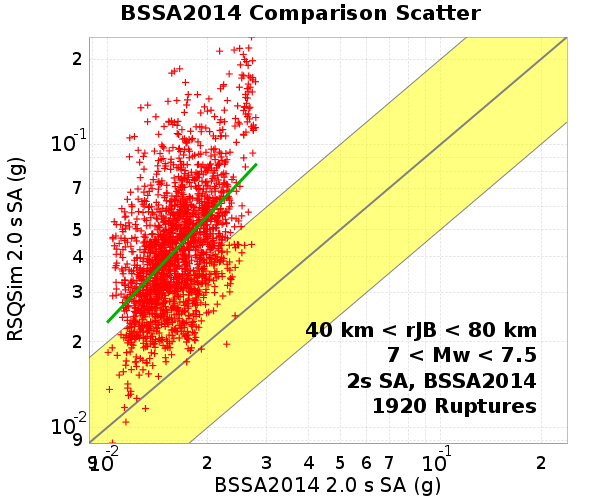 BSSA2014 Comparison Scatter
RSQSim 2.0 s SA (g)
2
10-1
7
5
4
3
2
10-2
9
40 km < rJB < 80 km
7 < Mw < 7.5
2s SA, BSSA2014
1920 Ruptures
9 10-2 2 3 4 5 6 7 10-1 2
BSSA2014 2.0 s SA (g)